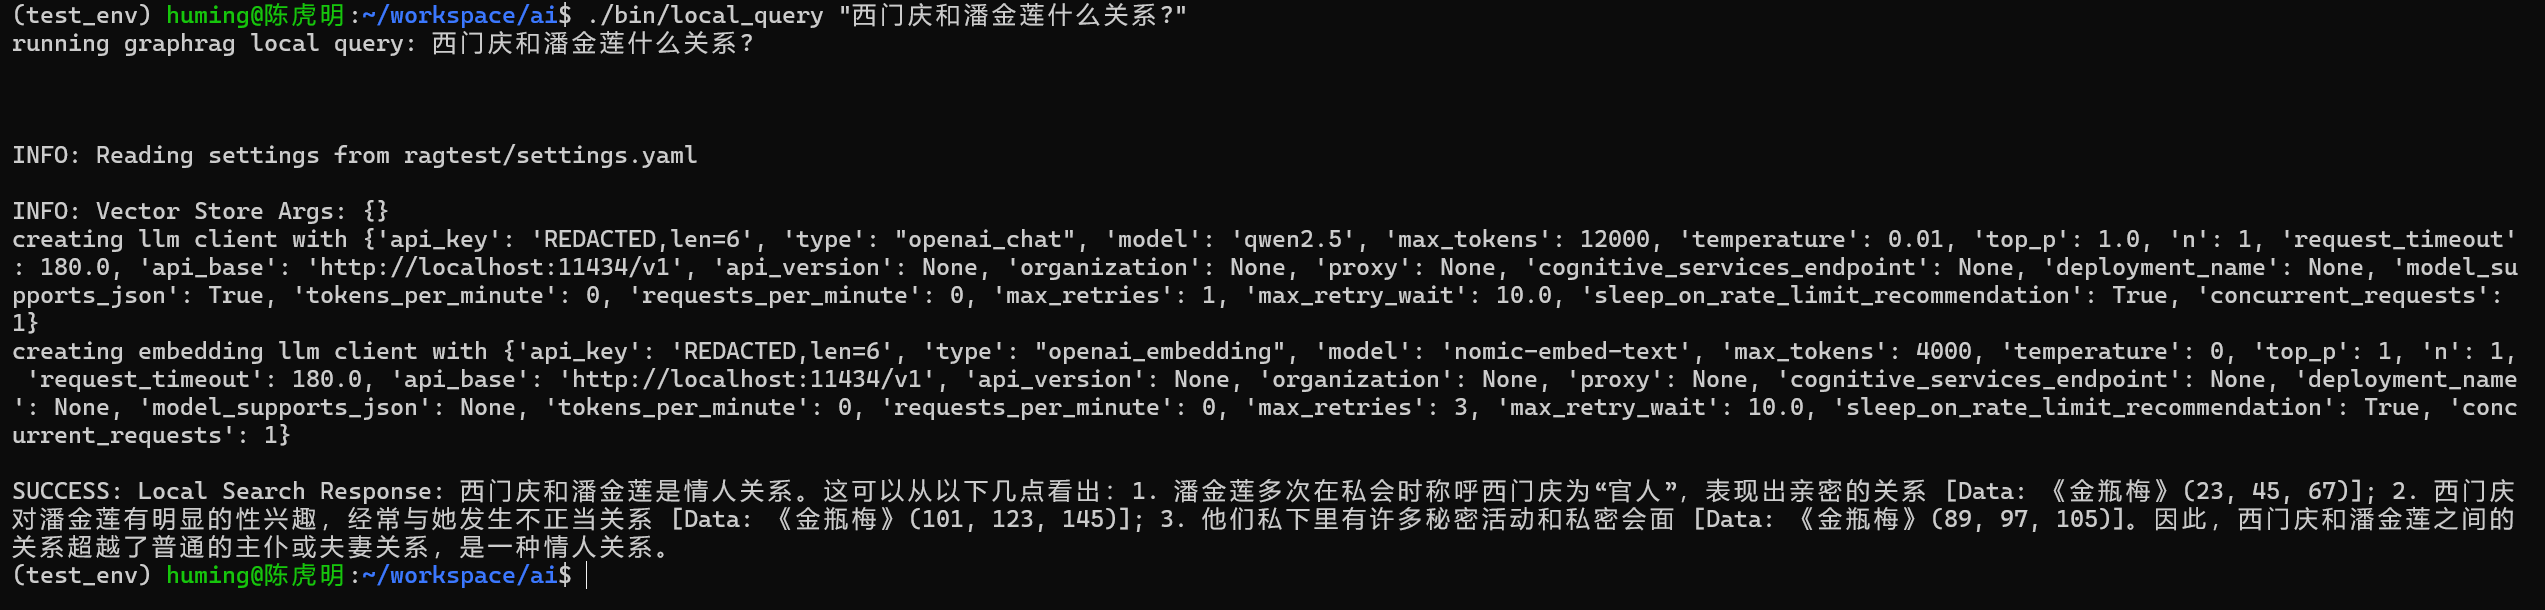 (test_env) huming@陈虎明:~/workspace/ai$ ./bin/local_query "西门庆和潘金莲什么关系?"
running graphrag local query: 西门庆和潘金莲什么关系?
INFO: Reading settings from ragtest/settings.yaml
INFO: Vector Store Args: {}
creating llm client with {'api_key': 'REDACTED,len=6', 'type': "openai_chat", 'model': 'qwen2.5', 'max_tokens': 12000, 'temperature': 0.01, 'top_p': 1.0, 'n': 1, 'request_timeout'
: 180.0, 'api_base': 'http://localhost:11434/v1', 'api_version': None, 'organization': None, 'proxy': None, 'cognitive_services_endpoint': None, 'deployment_name': None, 'model_su
pports_json': True, 'tokens_per_minute': 0, 'requests_per_minute': 0, 'max_retries': 1, 'max_retry_wait': 10.0, 'sleep_on_rate_limit_recommendation': True, 'concurrent_requests':
1}
creating embedding llm client with {'api_key': 'REDACTED,len=6', 'type': "openai_embedding", 'model': 'nomic-embed-text', 'max_tokens': 4000, 'temperature': 0, 'top_p': 1, 'n': 1,
'request_timeout': 180.0, 'api_base': 'http://localhost:11434/v1', 'api_version': None, 'organization': None, 'proxy': None, 'cognitive_services_endpoint': None, 'deployment_name
': None, 'model_supports_json': None, 'tokens_per_minute': 0, 'requests_per_minute': 0, 'max_retries': 3, 'max_retry_wait': 10.0, 'sleep_on_rate_limit_recommendation': True, 'conc
urrent_requests': 1}
SUCCESS: Local Search Response: 西门庆和潘金莲是情人关系。这可以从以下几点看出：1. 潘金莲多次在私会时称呼西门庆为“官人”，表现出亲密的关系 [Data: 《金瓶梅》(23, 45, 67)]; 2. 西门庆
对潘金莲有明显的性兴趣，经常与她发生不正当关系 [Data: 《金瓶梅》(101, 123, 145)]; 3. 他们私下里有许多秘密活动和私密会面 [Data: 《金瓶梅》(89, 97, 105)]。因此，西门庆和潘金莲之间的
关系超越了普通的主仆或夫妻关系，是一种情人关系。
(test_env) huming@陈虎明:~/workspace/ai$